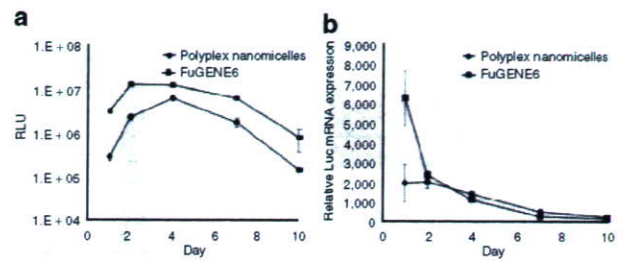 a
1.E+08
1.E+07
1.E+06
1.E+05
1.E+04
RLU
0 2 4 6 8 10
Day
Polyplex nanomicelles
FuGENE6
b
9,000
8,000
7,000
6,000
5,000
4,000
3,000
2,000
1,000
0
Relative Luc mRNA expression
0 2 4 6 8 10
Day
Polyplex nanomicelles
FuGENE6